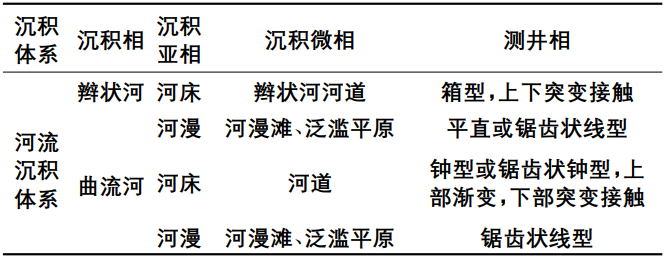 沉积体系 沉积相 沉积亚相 沉积微相 测井相
河流沉积体系 辫状河 河床 辫状河河道 箱型,上下突变接触
河漫 河漫滩、泛滥平原 平直或锯齿状线型
曲流河 河床 河道 钟型或锯齿状钟型,上部渐变,下部突变接触
河漫 河漫滩、泛滥平原 锯齿状线型